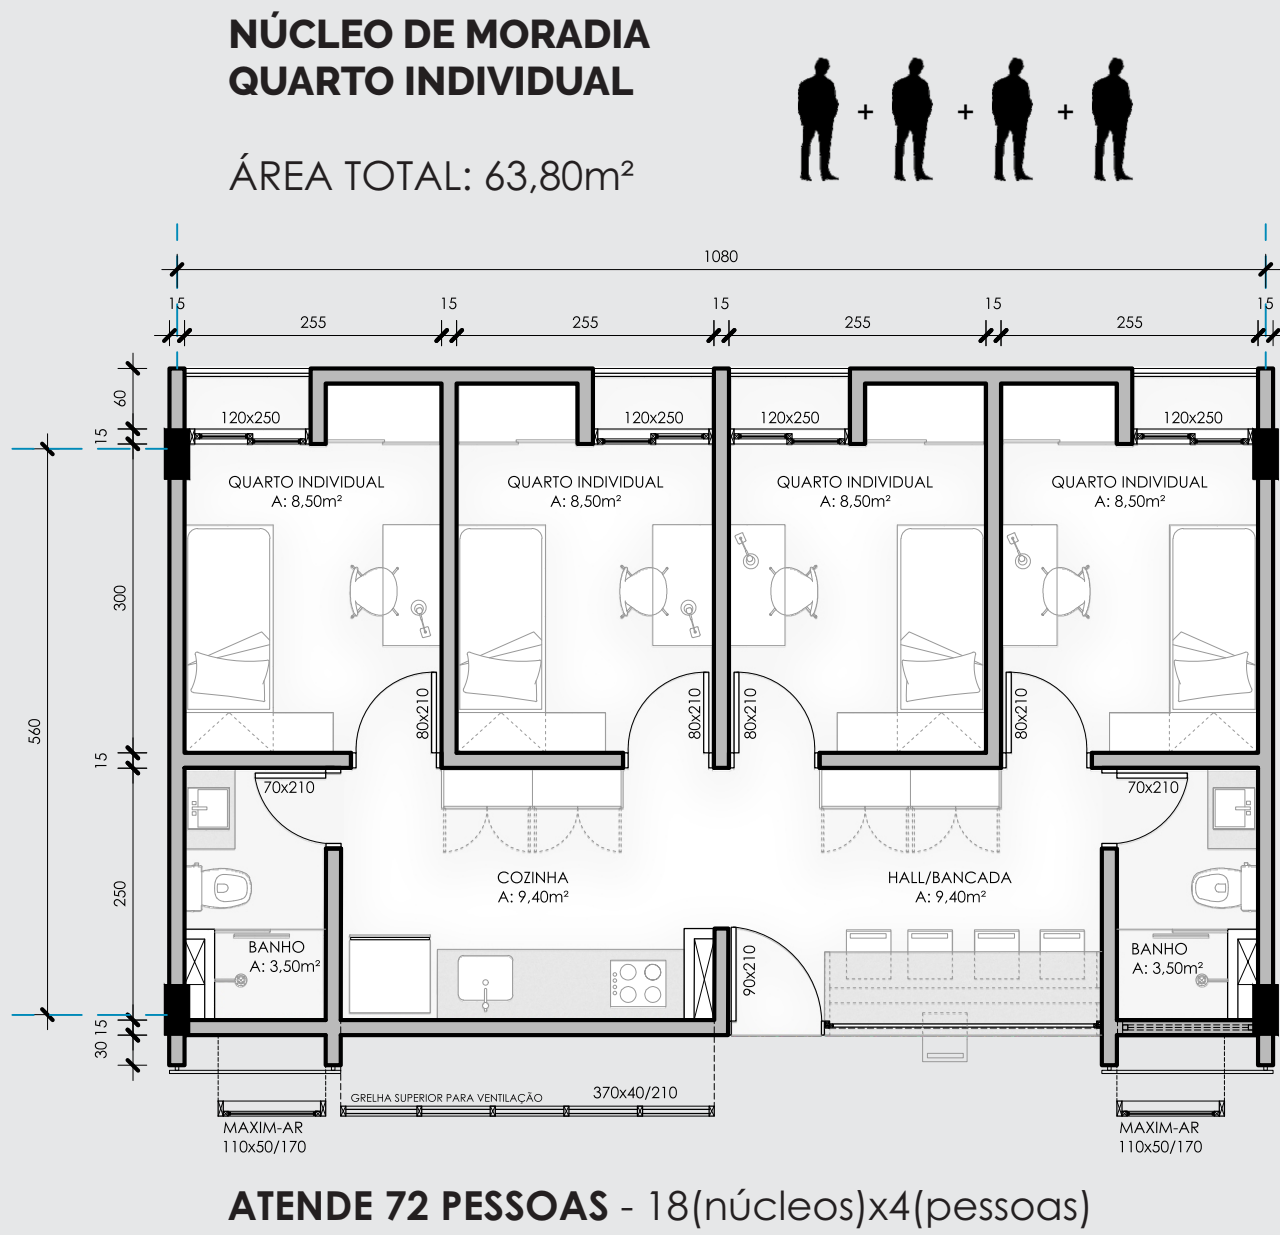 NÚCLEO DE MORADIA
QUARTO INDIVIDUAL
+ + +
ÁREA TOTAL: 63,80m²
1080
15 15 15 15 15
255 255 255 255
60
15
300
15
250
15
30
560
120x250 120x250 120x250 120x250
QUARTO INDIVIDUAL
A: 8,50m²
QUARTO INDIVIDUAL
A: 8,50m²
QUARTO INDIVIDUAL
A: 8,50m²
QUARTO INDIVIDUAL
A: 8,50m²
80x210 80x210 80x210 80x210
70x210 70x210
COZINHA
A: 9,40m²
HALL/BANCADA
A: 9,40m²
BANHO
A: 3,50m²
90x210
BANHO
A: 3,50m²
GRELHA SUPERIOR PARA VENTILAÇÃO 370x40/210
MAXIM-AR
110x50/170
MAXIM-AR
110x50/170
ATENDE 72 PESSOAS - 18(núcleos)x4(pessoas)